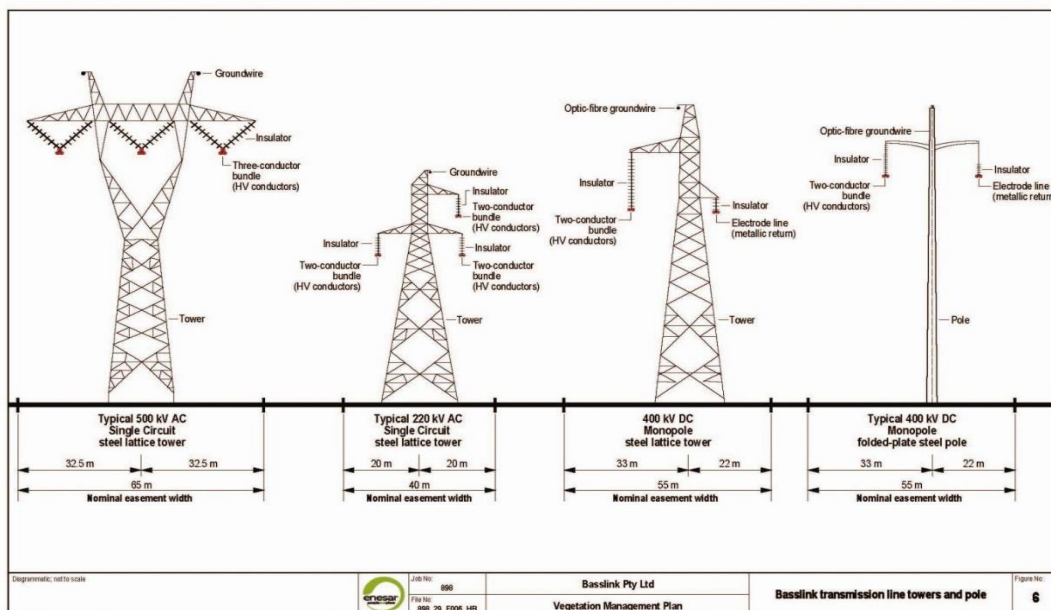 Groundwire
Insulator
Three-conductor
bundle
(HV conductors)
Tower
Groundwire
Insulator
Two-conductor
bundle
(HV conductors)
Insulator
Two-conductor
bundle
(HV conductors)
Insulator
Two-conductor
bundle
(HV conductors)
Tower
Optic-fibre groundwire
Insulator
Two-conductor
bundle
(HV conductors)
Insulator
Electrode line
(metallic return)
Tower
Optic-fibre groundwire
Insulator
Two-conductor
bundle
(HV conductors)
Insulator
Electrode line
(metallic return)
Pole
Typical 500 kV AC
Single Circuit
steel lattice tower
32.5 m 32.5 m
65 m
Nominal easement width
Typical 220 kV AC
Single Circuit
steel lattice tower
20 m 20 m
40 m
Nominal easement width
400 kV DC
Monopole
steel lattice tower
33 m 22 m
55 m
Nominal easement width
Typical 400 kV DC
Monopole
folded-plate steel pole
33 m 22 m
55 m
Nominal easement width
Diagrammatic; not to scale
enesar
Job No:
898
File No:
898_29_F006_HB
Basslink Pty Ltd
Vegetation Management Plan
Basslink transmission line towers and pole
Figure No:
6